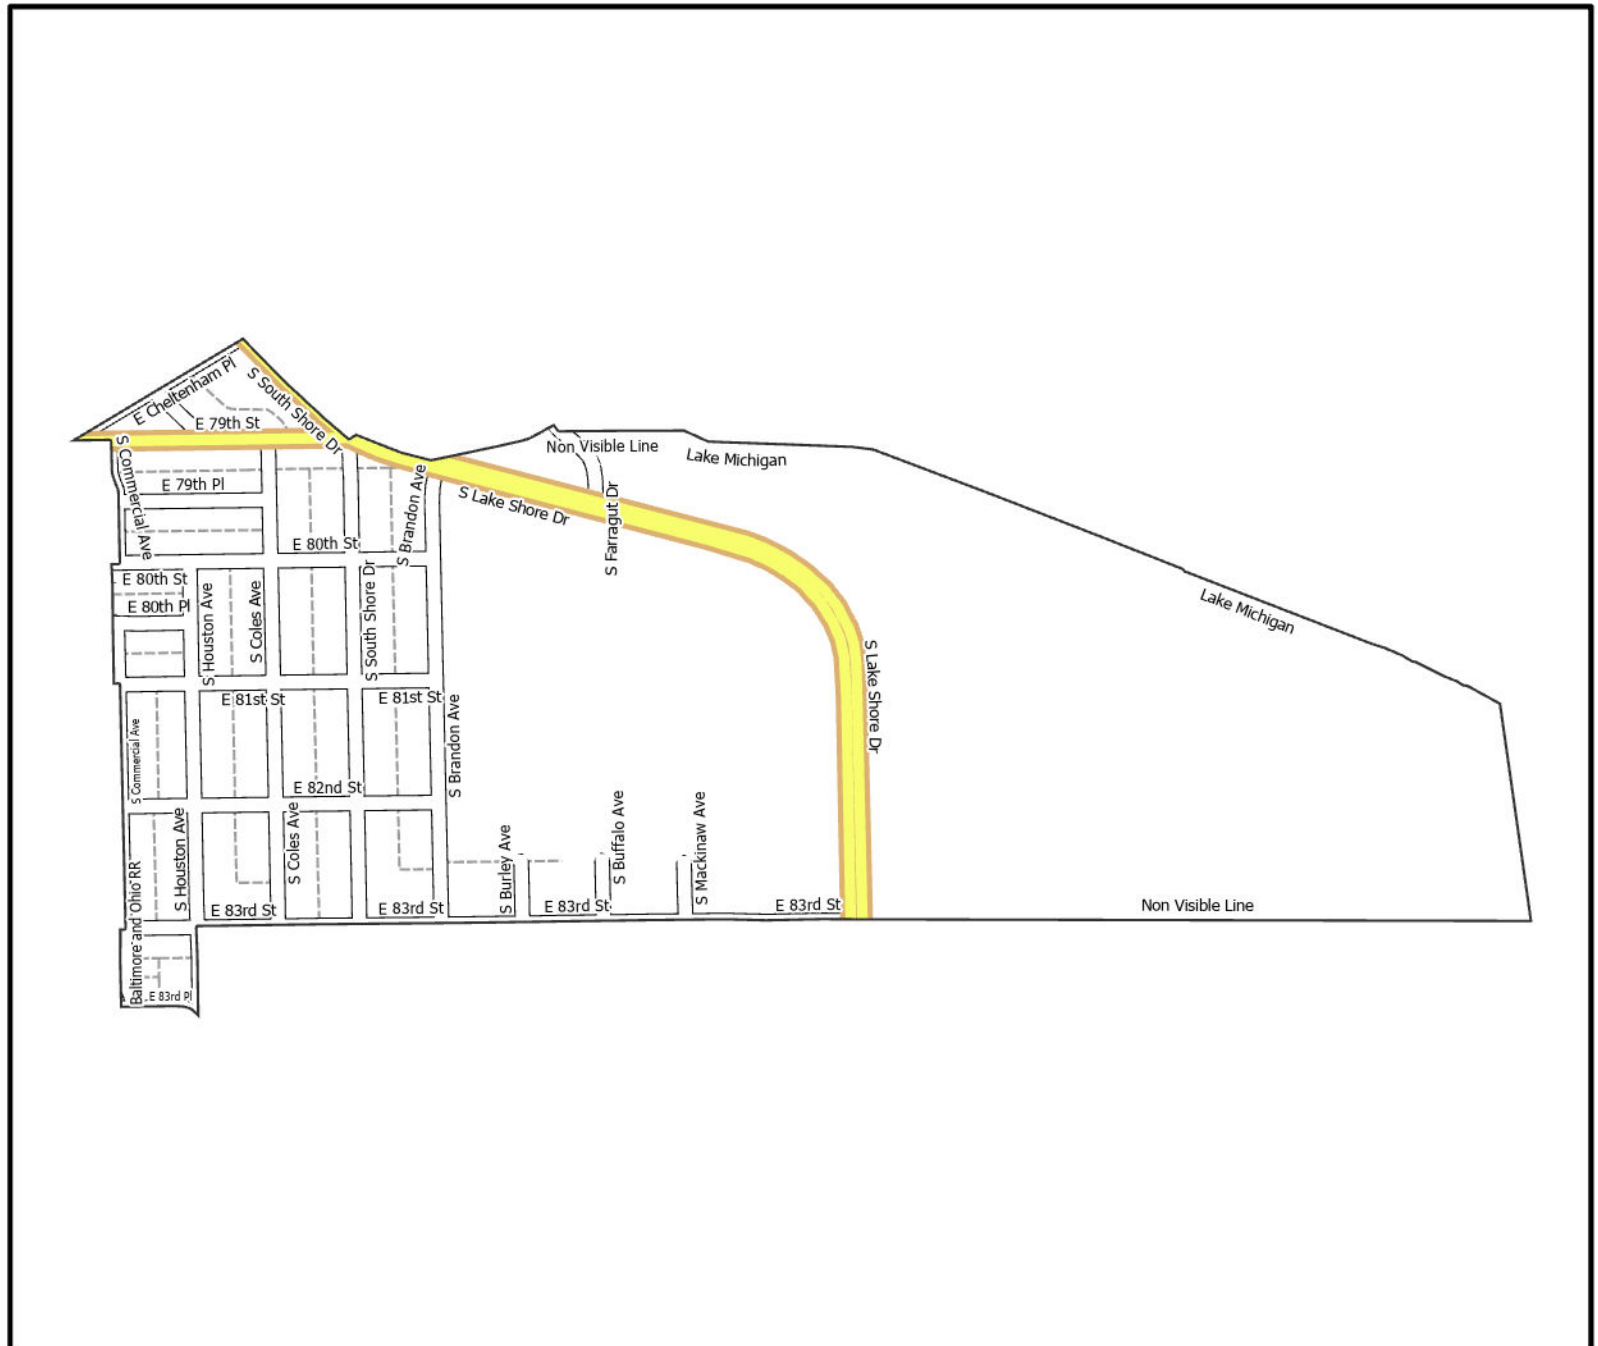 E Cheltenham Pl
S South Shore Dr
E 79th St
S Commercial Ave
Non Visible Line
Lake Michigan
E 79th Pl
S Brandon Ave
S Lake Shore Dr
S Farragut Dr
E 80th St
E 80th St
E 80th Pl
S Houston Ave
S Coles Ave
S South Shore Dr
Lake Michigan
E 81st St
E 81st St
S Lake Shore Dr
S Commercial Ave
S Brandon Ave
E 82nd St
S Houston Ave
S Coles Ave
S Burley Ave
S Buffalo Ave
S Mackinaw Ave
Baltimore and Ohio RR
E 83rd St
E 83rd St
E 83rd St
E 83rd St
Non Visible Line
E 83rd Pl